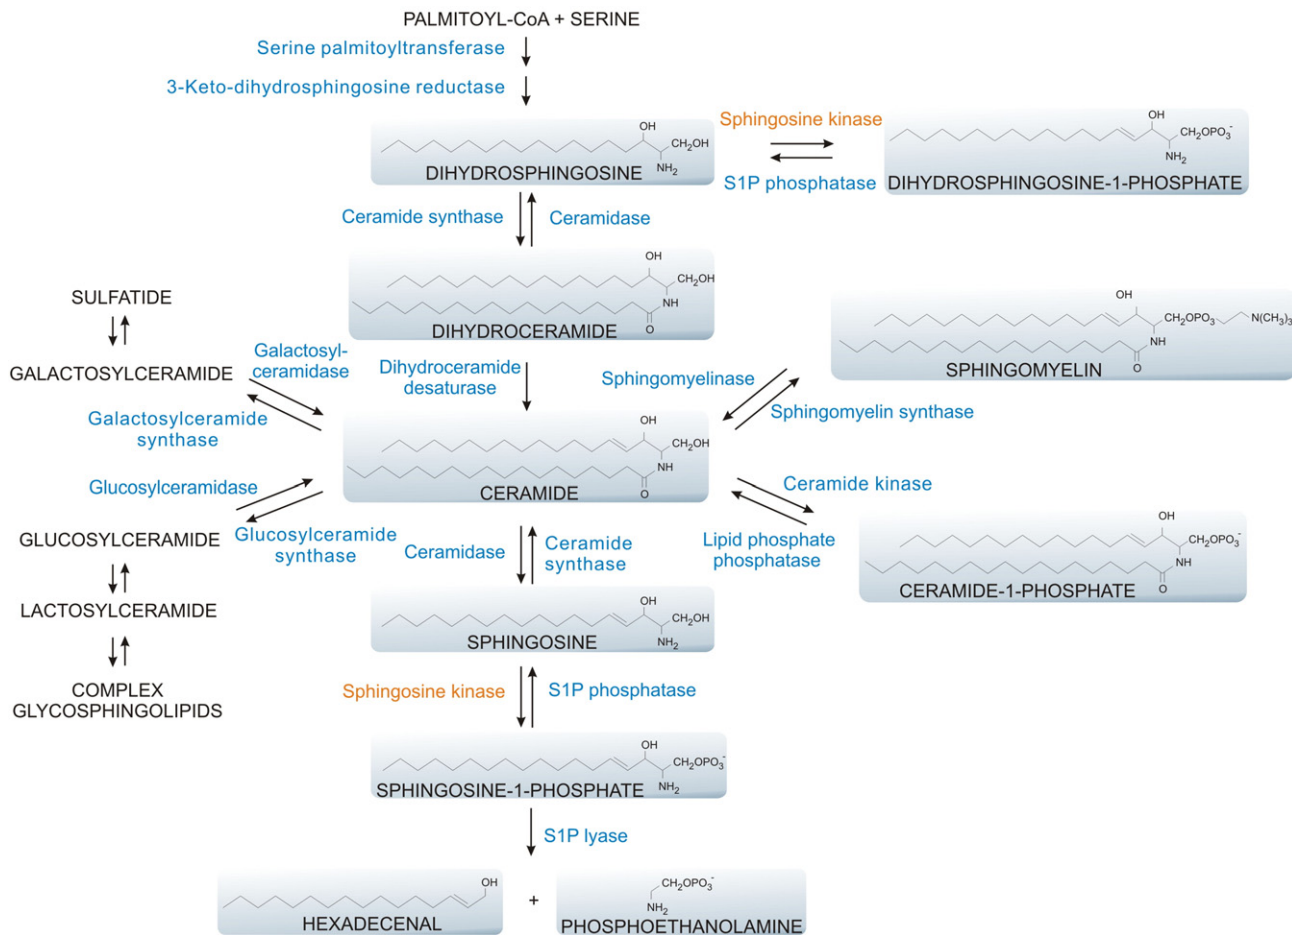 PALMITOYL-CoA + SERINE
Serine palmitoyltransferase
3-Keto-dihydrosphingosine reductase
OH
CH₂OH
NH₂
DIHYDROSPHINGOSINE
Sphingosine kinase
S1P phosphatase
OH
CH₂OPO₃⁻
NH₂
DIHYDROSPHINGOSINE-1-PHOSPHATE
Ceramide synthase
Ceramidase
OH
CH₂OH
NH
O
DIHYDROCERAMIDE
SULFATIDE
GALACTOSYLCERAMIDE
Galactosyl-
ceramidase
Galactosylceramide
synthase
Dihydroceramide
desaturase
Sphingomyelinase
Sphingomyelin synthase
OH
CH₂OPO₃
N(CH₃)₃
NH
O
SPHINGOMYELIN
OH
CH₂OH
NH
O
CERAMIDE
Glucosylceramidase
Glucosylceramide
synthase
GLUCOSYLCERAMIDE
LACTOSYLCERAMIDE
COMPLEX
GLYCOSPHINGOLIPIDS
Ceramide kinase
Lipid phosphate
phosphatase
OH
CH₂OPO₃⁻
NH
O
CERAMIDE-1-PHOSPHATE
Ceramidase
Ceramide
synthase
OH
CH₂OH
NH₂
SPHINGOSINE
Sphingosine kinase
S1P phosphatase
OH
CH₂OPO₃⁻
NH₂
SPHINGOSINE-1-PHOSPHATE
S1P lyase
OH
HEXADECENAL
+
CH₂OPO₃⁻
NH₂
PHOSPHOETHANOLAMINE